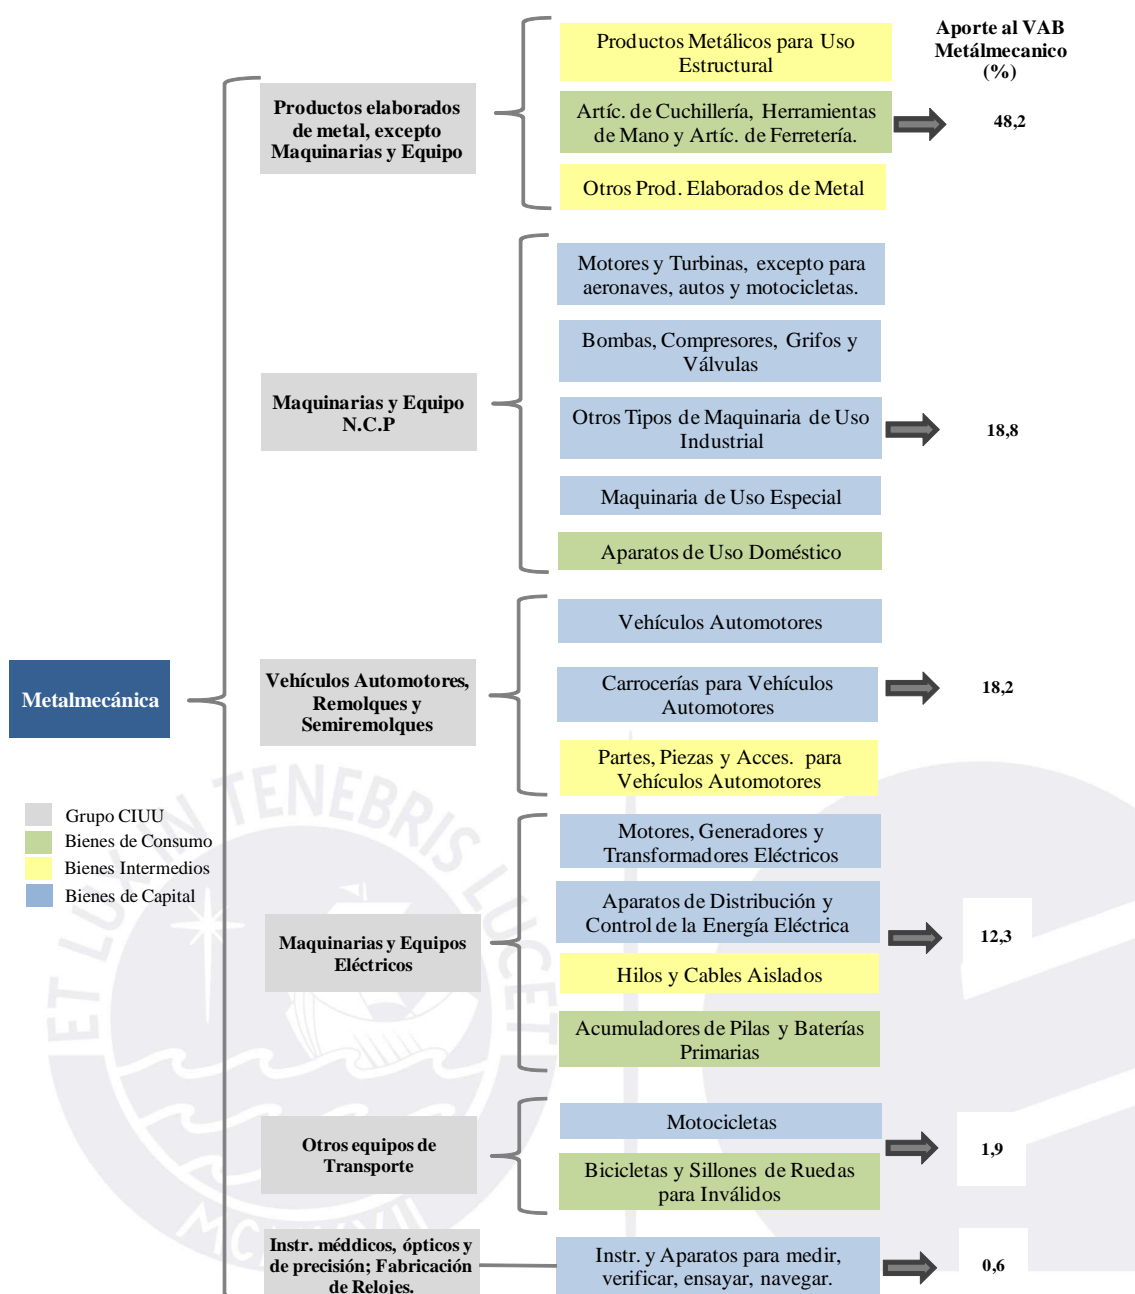 Aporte al VAB
Metálmecanico
(%)
Productos elaborados
de metal, excepto
Maquinarias y Equipo
Productos Metálicos para Uso
Estructural
Artíc. de Cuchillería, Herramientas
de Mano y Artíc. de Ferretería.
Otros Prod. Elaborados de Metal
48,2
Maquinarias y Equipo
N.C.P
Motores y Turbinas, excepto para
aeronaves, autos y motocicletas.
Bombas, Compresores, Grifos y
Válvulas
Otros Tipos de Maquinaria de Uso
Industrial
Maquinaria de Uso Especial
Aparatos de Uso Doméstico
18,8
Metalmecánica
Vehículos Automotores,
Remolques y
Semiremolques
Vehículos Automotores
Carrocerías para Vehículos
Automotores
Partes, Piezas y Acces. para
Vehículos Automotores
18,2
Grupo CIUU
Bienes de Consumo
Bienes Intermedios
Bienes de Capital
Maquinarias y Equipos
Eléctricos
Motores, Generadores y
Transformadores Eléctricos
Aparatos de Distribución y
Control de la Energía Eléctrica
Hilos y Cables Aislados
Acumuladores de Pilas y Baterías
Primarias
12,3
Otros equipos de
Transporte
Motocicletas
Bicicletas y Sillones de Ruedas
para Inválidos
1,9
Instr. méddicos, ópticos y
de precisión; Fabricación
de Relojes.
Instr. y Aparatos para medir,
verificar, ensayar, navegar.
0,6
ET LUX IN TENEBRIS LUCET